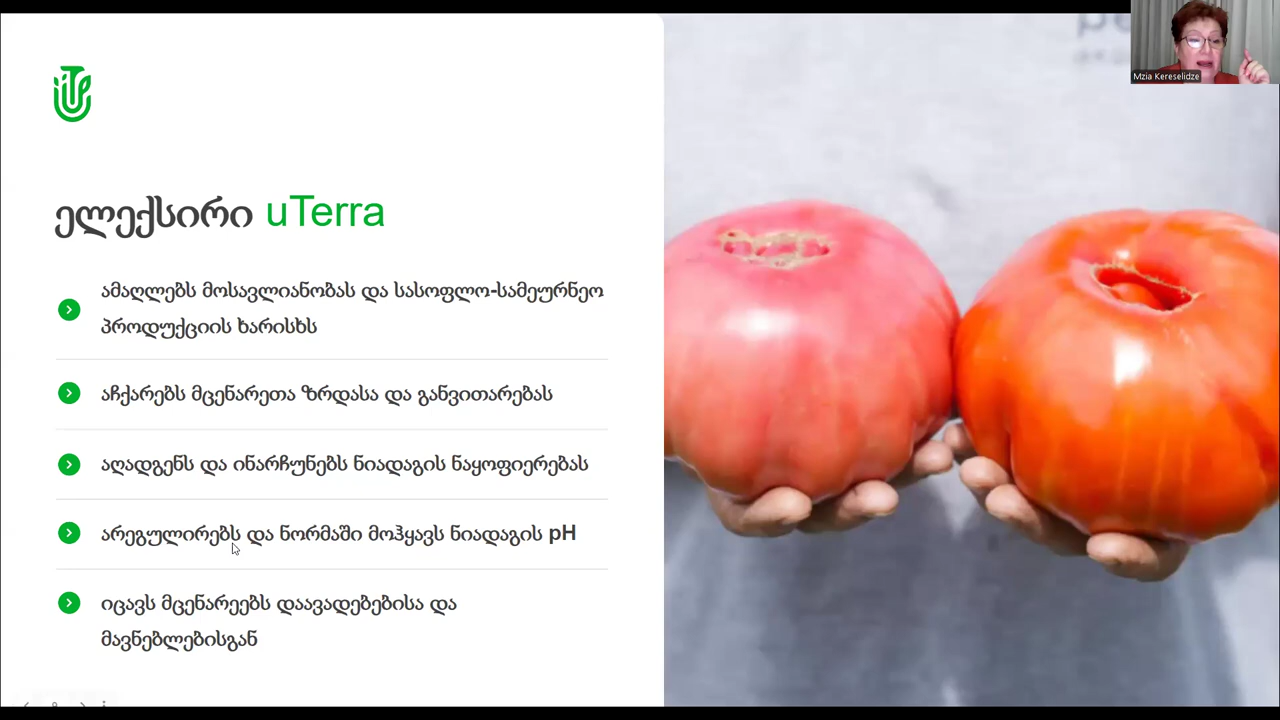 Mzia Kereselidze
ელექსირი uTerra
ამაღლებს მოსავლიანობას და სასოფლო-სამეურნეო
პროდუქციის ხარისხს
აჩქარებს მცენარეთა ზრდასა და განვითარებას
აღადგენს და ინარჩუნებს ნიადაგის ნაყოფიერებას
არეგულირებს და ნორმაში მოჰყავს ნიადაგის pH
იცავს მცენარეებს დაავადებებისა და
მავნებლებისგან